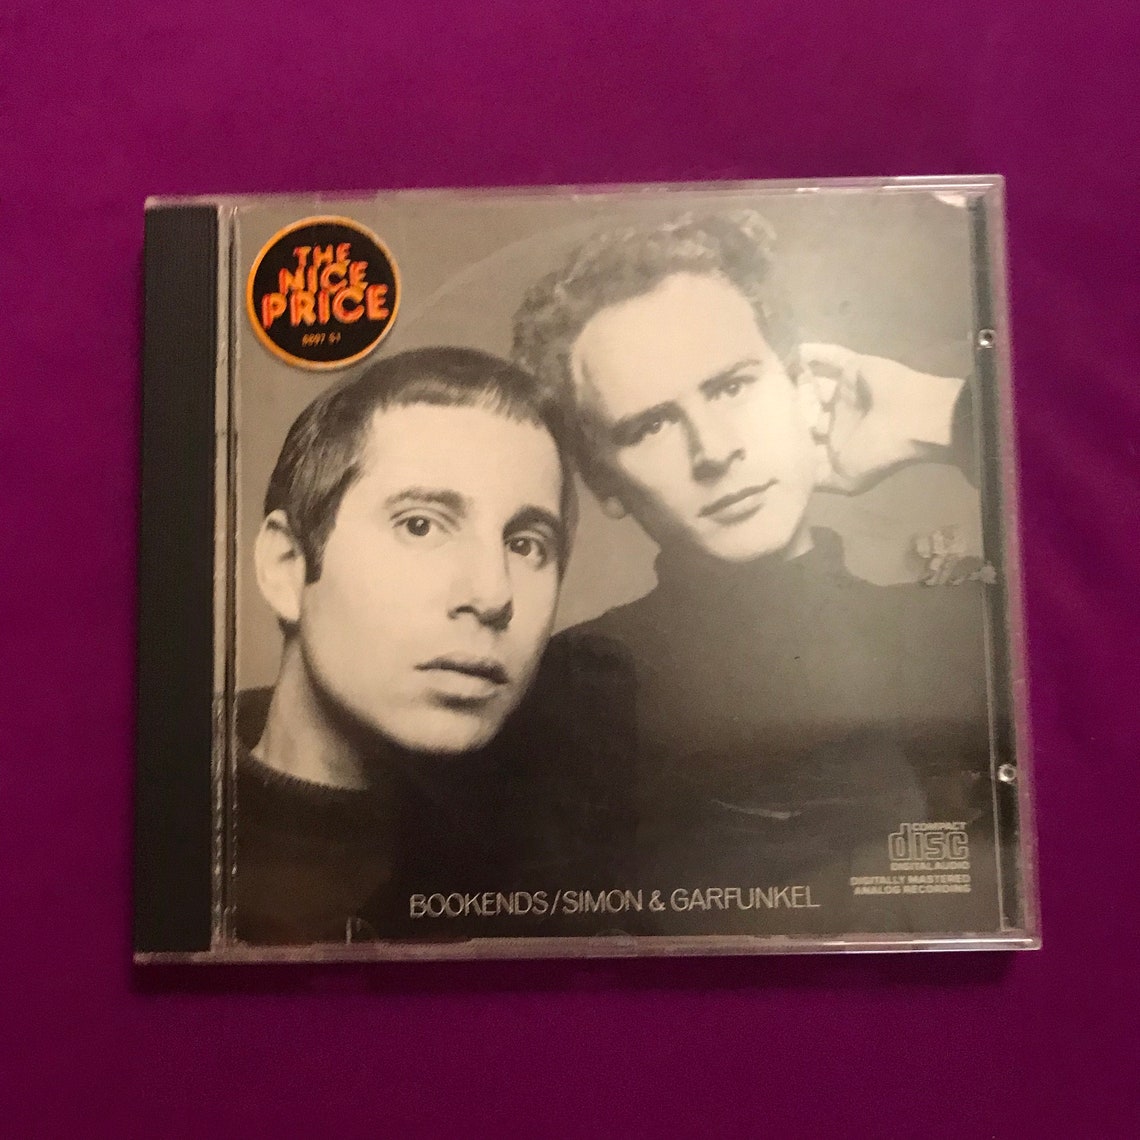 THE
NICE
PRICE
COMPACT
disc
DIGITAL AUDIO
DIGITALLY MASTERED
ANALOG RECORDING
BOOKENDS/SIMON & GARFUNKEL